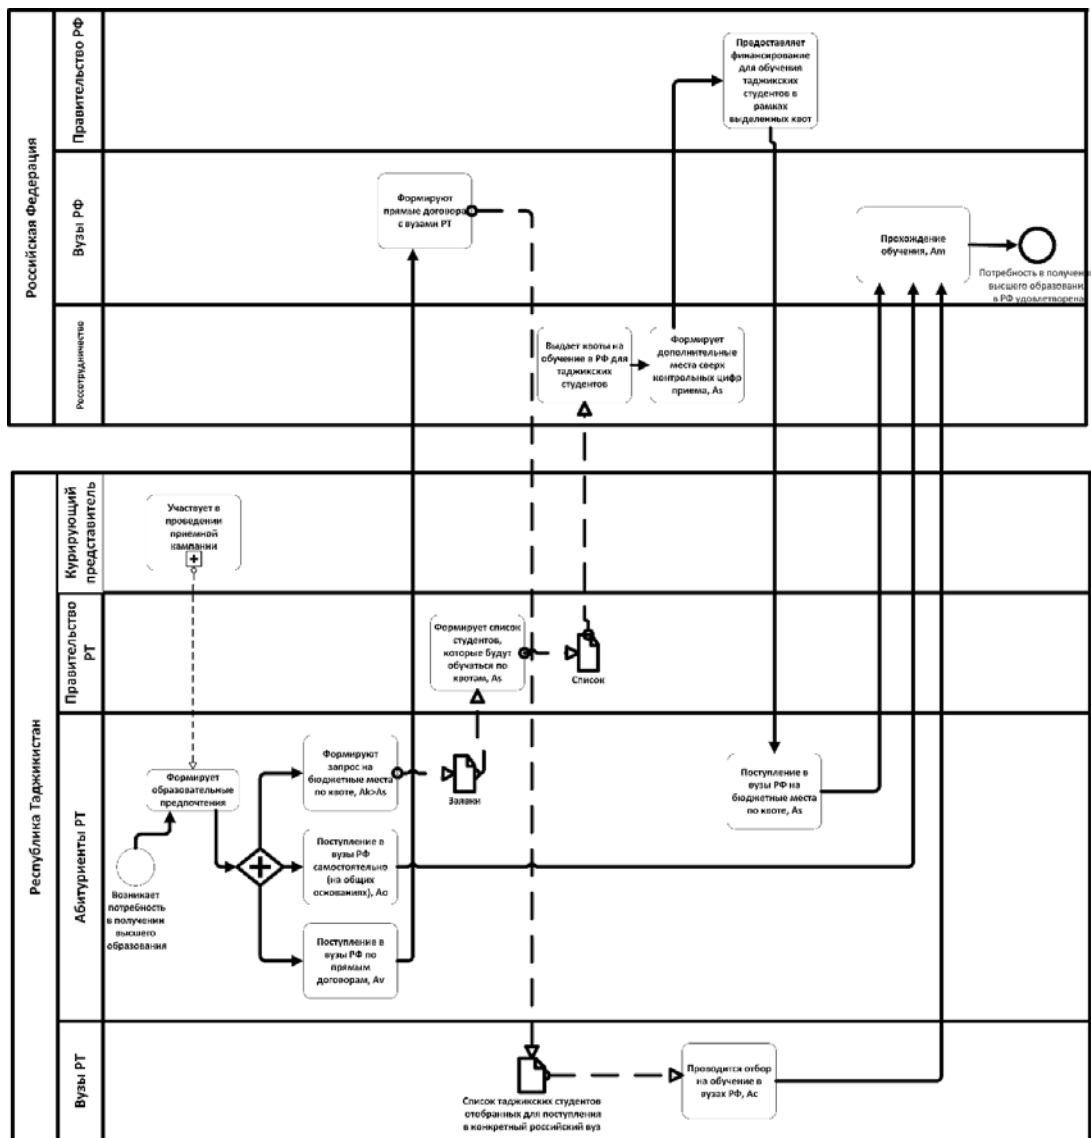 Российская Федерация
Правительство РФ
Предоставляет
финансирование
для обучения
таджикских
студентов в
рамках
выделенных квот
Вузы РФ
Формируют
прямые договора
с вузами РТ
Прохождение
обучения, Am
Потребность в получен
высшего образовани
в РФ удовлетворена
Россотрудничество
Выдает квоты на
обучение в РФ для
таджикских
студентов
Формирует
дополнительные
места сверх
контрольных цифр
приема, As
Республика Таджикистан
Курирующий
представитель
Участвует в
проведении
приемной
кампании
Правительство
РТ
Формирует список
студентов,
которые будут
обучаться по
квотам, As
Список
Абитуриенты РТ
Формирует
образовательные
предпочтения
Возникает
потребность
в получении
высшего
образования
Формируют
запрос на
бюджетные места
по квоте, Ak>As
Заявки
Поступление в
вузы РФ
самостоятельно
(на общих
основаниях), Ao
Поступление в
вузы РФ по
прямым
договорам, Av
Поступление в
вузы РФ на
бюджетные места
по квоте, As
Вузы РТ
Список таджикских студентов
отобранных для поступления
в конкретный российский вуз
Проводится отбор
на обучение в
вузах РФ, Ac